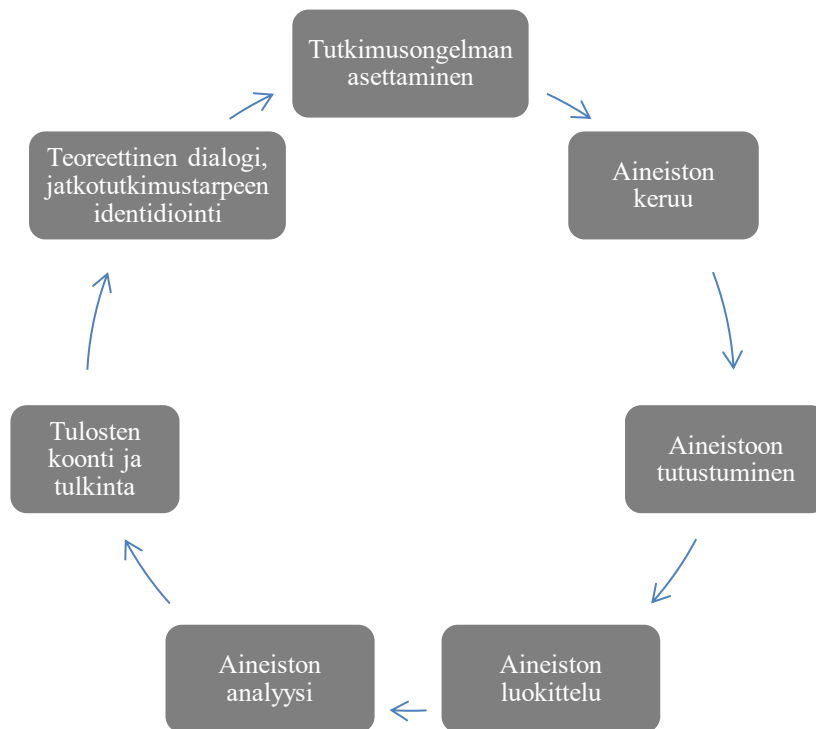 Tutkimusongelman
asettaminen
Aineiston
keruu
Aineistoon
tutustuminen
Aineiston
luokittelu
Aineiston
analyysi
Tulosten
koonti ja
tulkinta
Teoreettinen dialogi,
jatkotutkimustarpeen
identidiointi